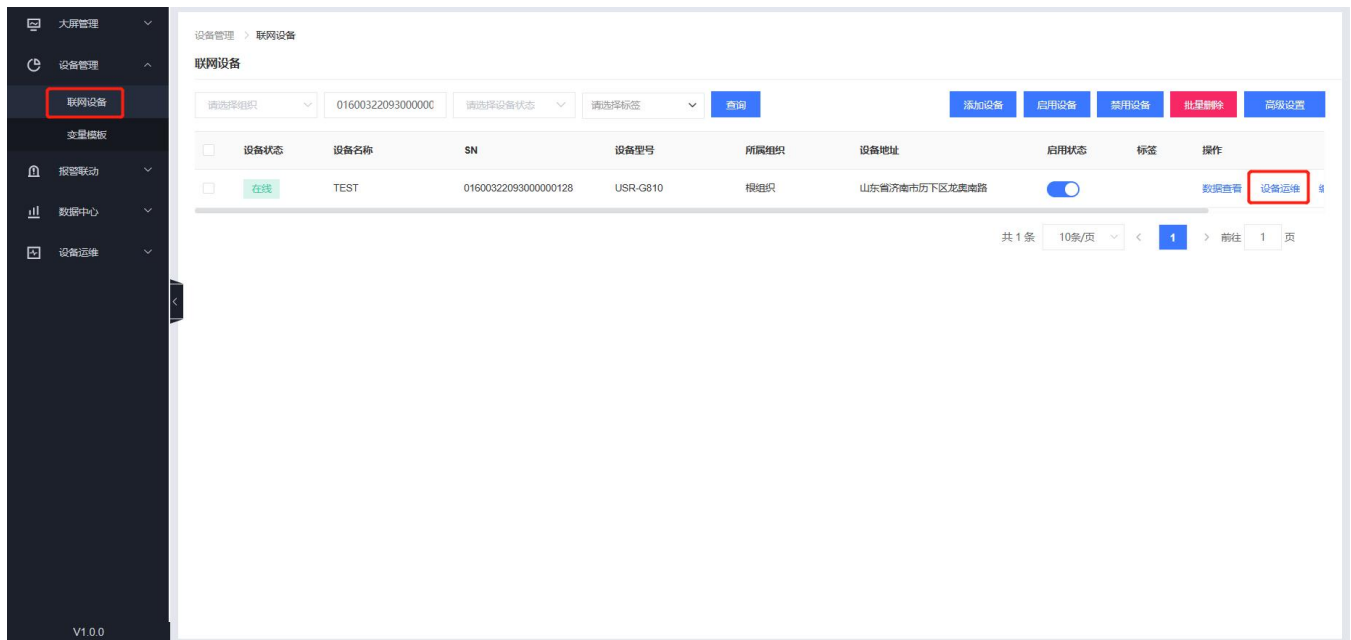 大屏管理
设备管理
联网设备
变量模板
报警联动
数据中心
设备运维
V1.0.0
设备管理 > 联网设备
联网设备
请选择组织 01600322093000000 请选择设备状态 请选择标签 查询 添加设备 启用设备 禁用设备 批量删除 高级设置
设备状态 设备名称 SN 设备型号 所属组织 设备地址 启用状态 标签 操作
在线 TEST 01600322093000000128 USR-G810 根组织 山东省济南市历下区龙奥南路 数据查看 设备运维
共 1 条 10条/页 < 1 > 前往 1 页